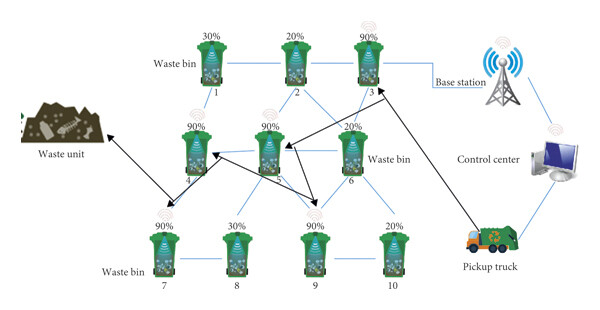 30%
20%
90%
Waste bin
Base station
1
2
3
90%
90%
20%
Waste unit
Waste bin
Control center
4
5
6
90%
30%
90%
20%
Waste bin
Pickup truck
7
8
9
10